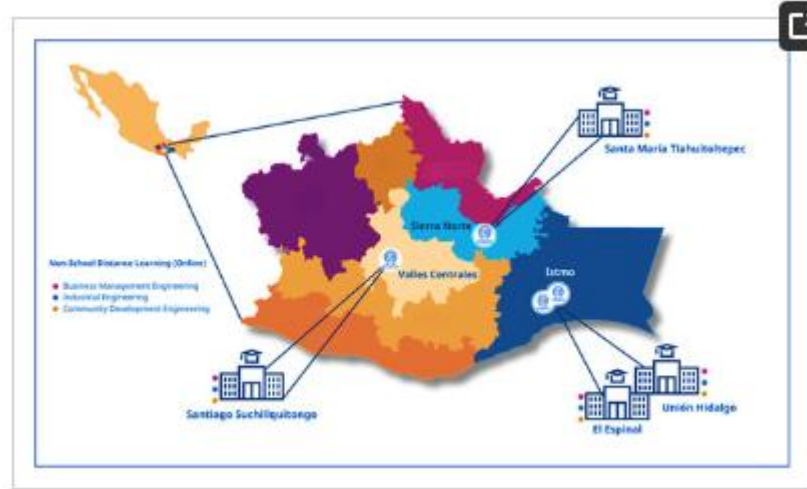 Santa María Tlahuitoltepec
Sierra Norte
Non-School Distance Learning (Online)
Valles Centrales
Istmo
Business Management Engineering
Industrial Engineering
Community Development Engineering
Santiago Suchilquitongo
Unión Hidalgo
El Espinal